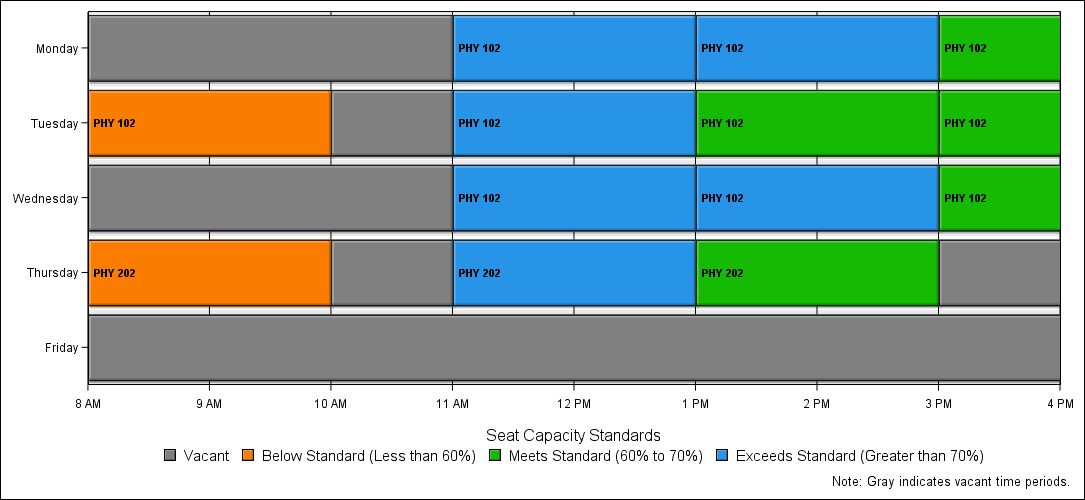 Monday
PHY 102 PHY 102 PHY 102
Tuesday
PHY 102 PHY 102 PHY 102 PHY 102
Wednesday
PHY 102 PHY 102 PHY 102
Thursday
PHY 202 PHY 202 PHY 202
Friday
8 AM 9 AM 10 AM 11 AM 12 PM 1 PM 2 PM 3 PM 4 PM
Seat Capacity Standards
Vacant Below Standard (Less than 60%) Meets Standard (60% to 70%) Exceeds Standard (Greater than 70%)
Note: Gray indicates vacant time periods.